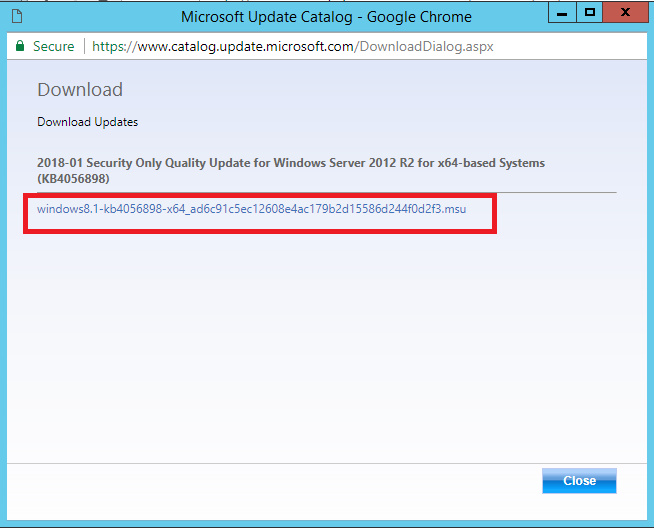 Microsoft Update Catalog - Google Chrome
Secure https://www.catalog.update.microsoft.com/DownloadDialog.aspx
Download
Download Updates
2018-01 Security Only Quality Update for Windows Server 2012 R2 for x64-based Systems
(KB4056898)
windows8.1-kb4056898-x64_ad6c91c5ec12608e4ac179b2d15586d244f0d2f3.msu
Close